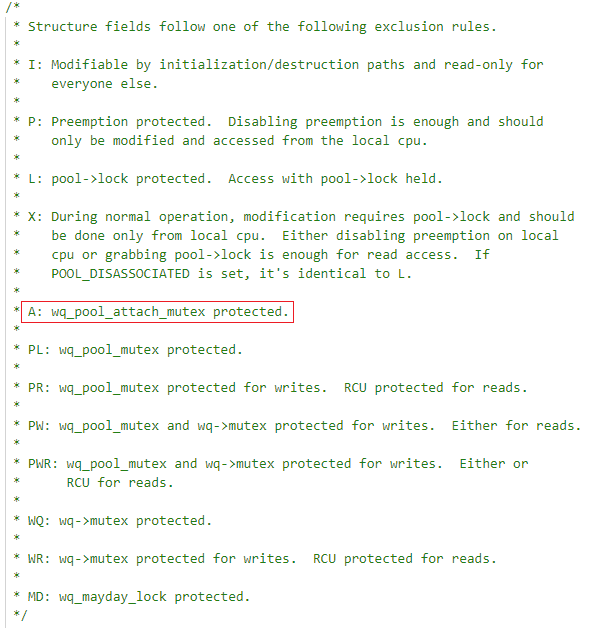 /*
 * Structure fields follow one of the following exclusion rules.
 *
 * I: Modifiable by initialization/destruction paths and read-only for
 *    everyone else.
 *
 * P: Preemption protected.  Disabling preemption is enough and should
 *    only be modified and accessed from the local cpu.
 *
 * L: pool->lock protected.  Access with pool->lock held.
 *
 * X: During normal operation, modification requires pool->lock and should
 *    be done only from local cpu.  Either disabling preemption on local
 *    cpu or grabbing pool->lock is enough for read access.  If
 *    POOL_DISASSOCIATED is set, it's identical to L.
 *
 * A: wq_pool_attach_mutex protected.
 *
 * PL: wq_pool_mutex protected.
 *
 * PR: wq_pool_mutex protected for writes.  RCU protected for reads.
 *
 * PW: wq_pool_mutex and wq->mutex protected for writes.  Either for reads.
 *
 * PWR: wq_pool_mutex and wq->mutex protected for writes.  Either or
 *      RCU for reads.
 *
 * WQ: wq->mutex protected.
 *
 * WR: wq->mutex protected for writes.  RCU protected for reads.
 *
 * MD: wq_mayday_lock protected.
 */